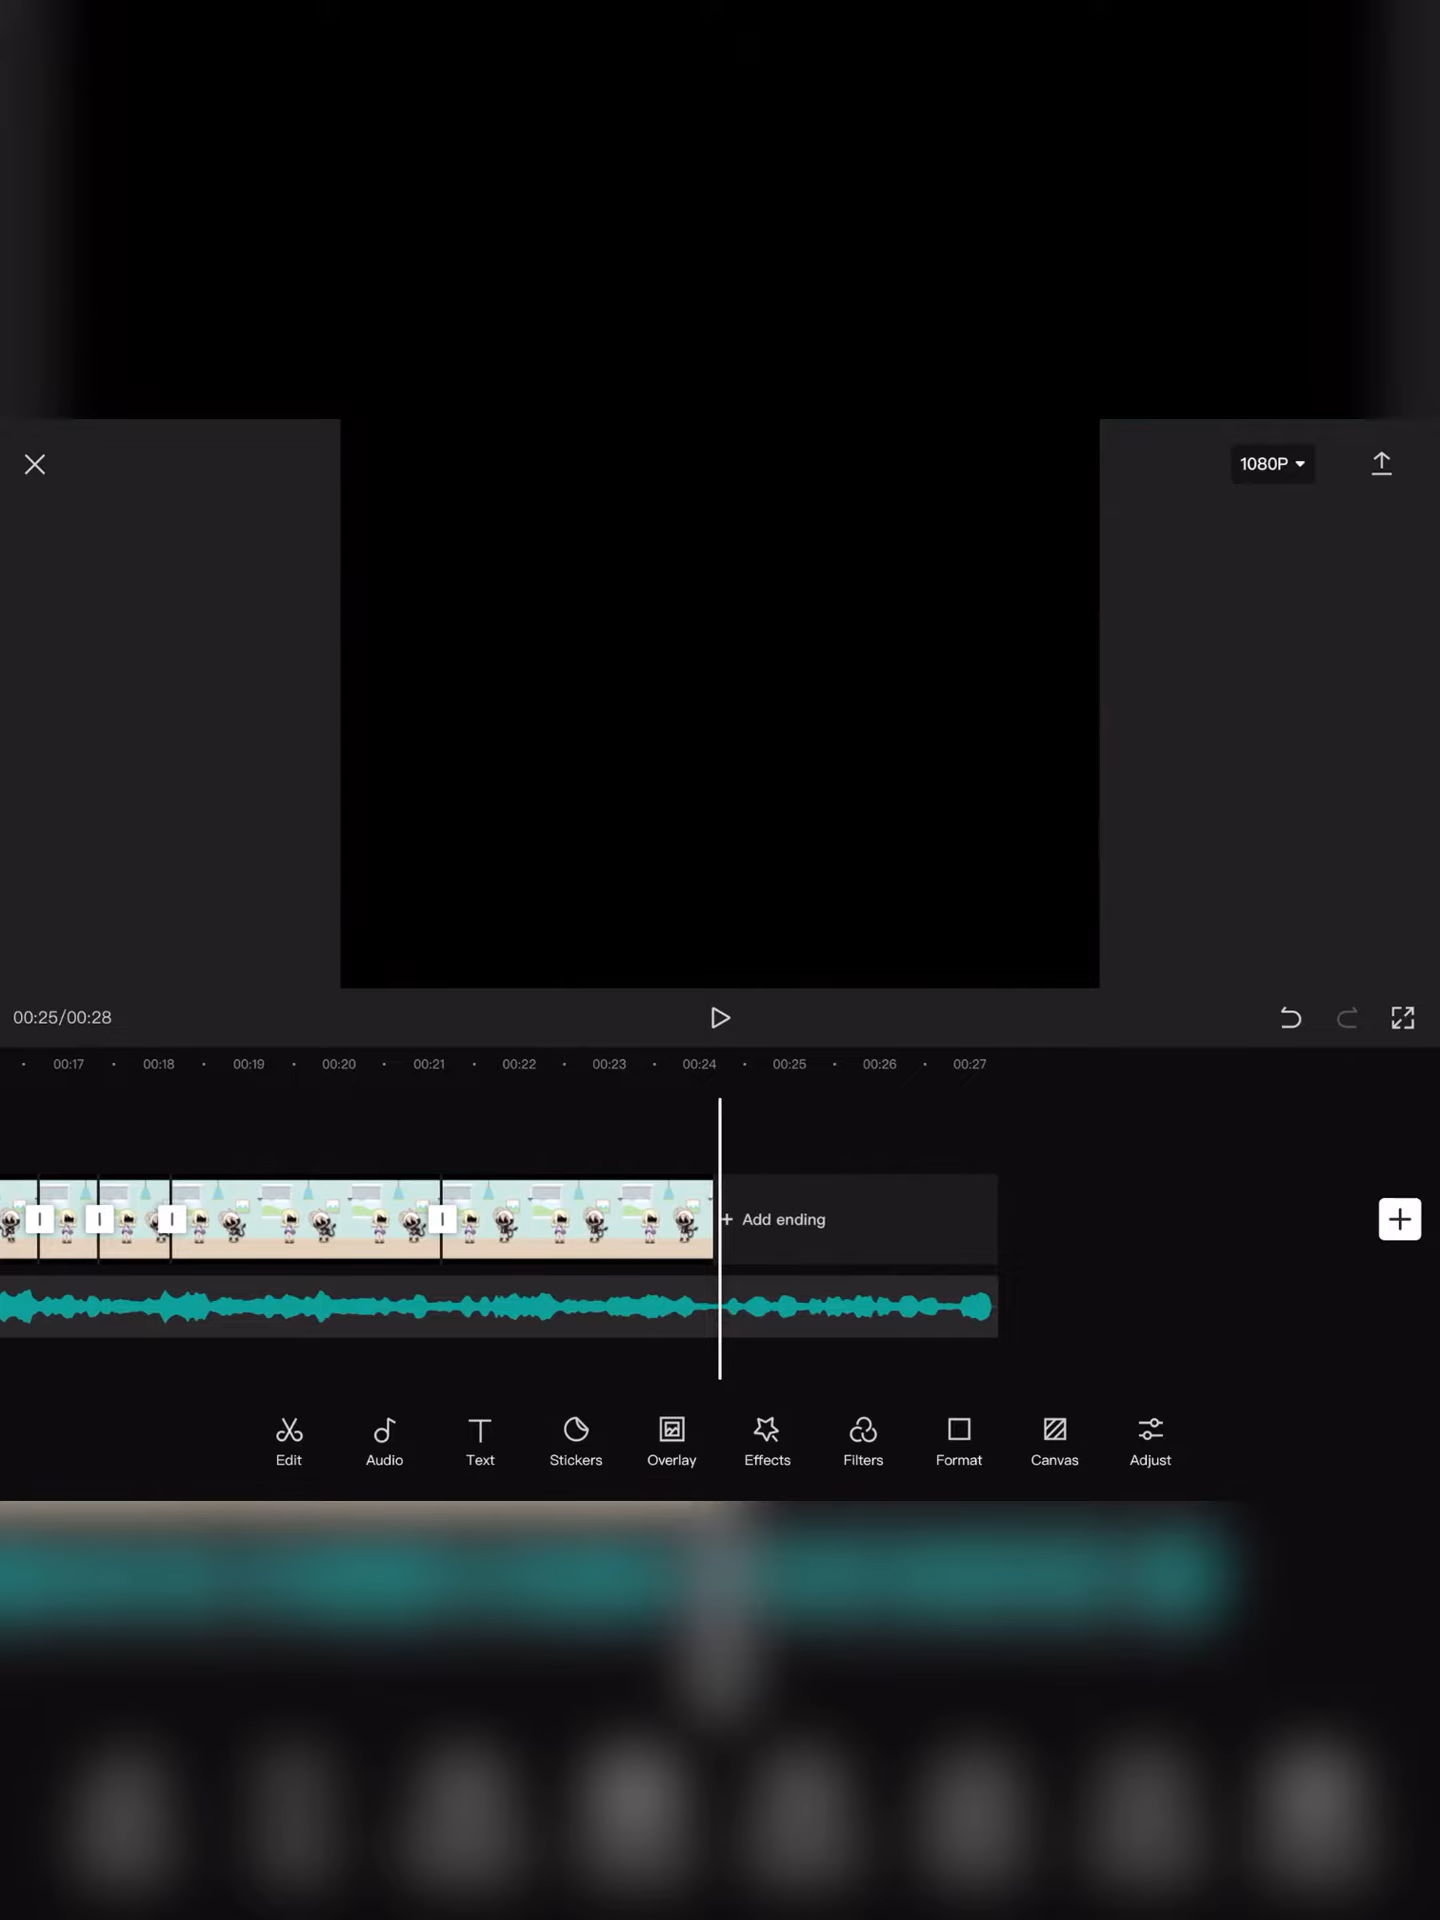 1080P
00:25/00:28
00:17 00:18 00:19 00:20 00:21 00:22 00:23 00:24 00:25 00:26 00:27
+ Add ending
Edit Audio Text Stickers Overlay Effects Filters Format Canvas Adjust